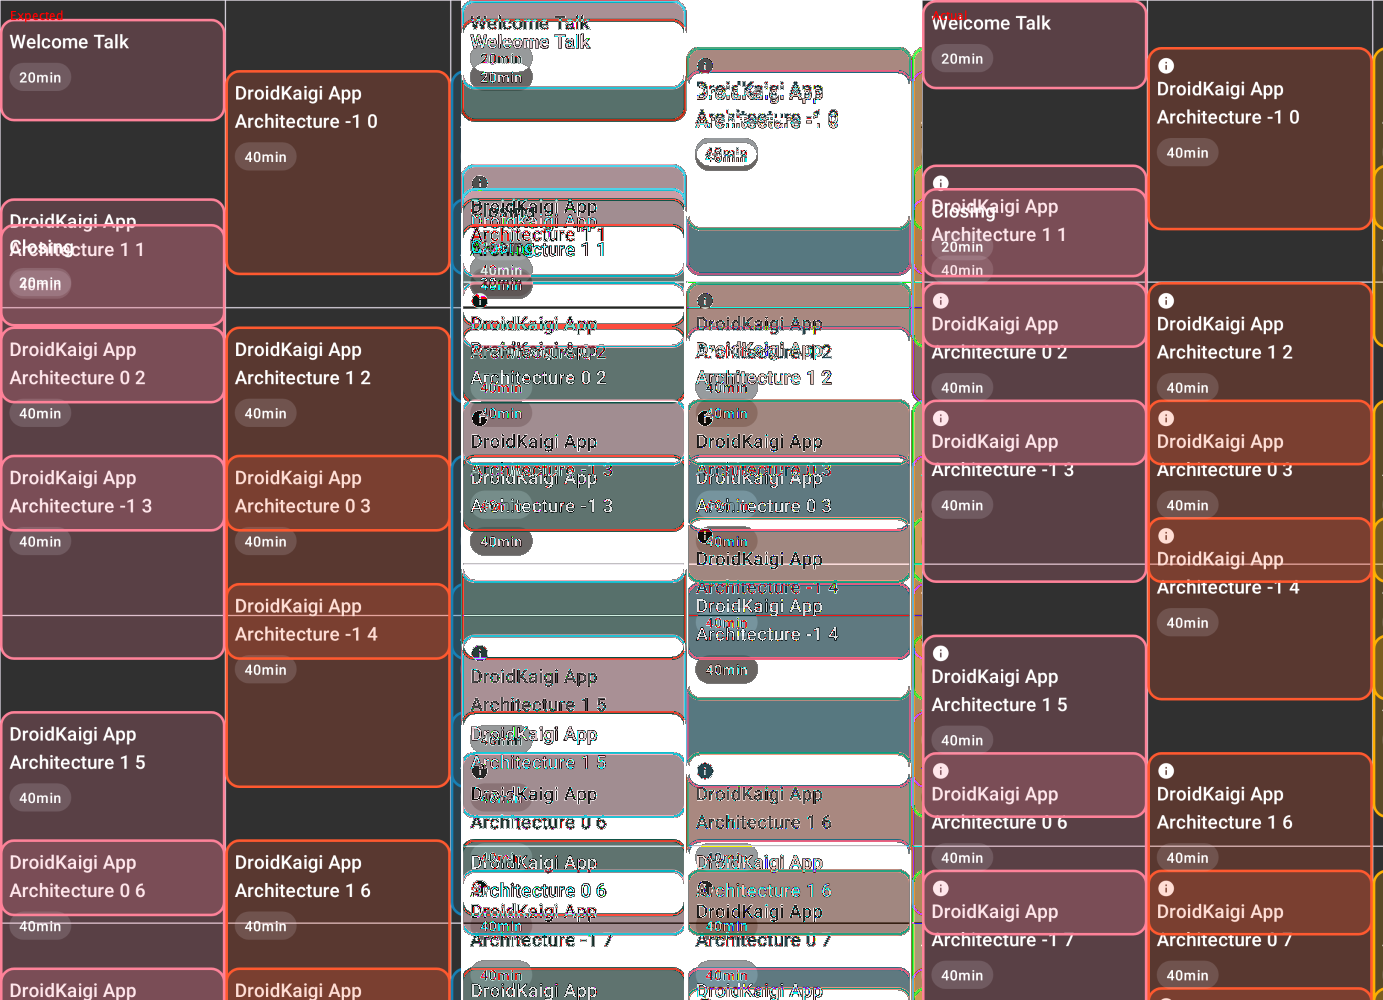 Expected
Welcome Talk
20min
DroidKaigi App
Architecture -1 0
40min
DroidKaigi App
Architecture 1 1
Closing
20min
DroidKaigi App
Architecture 0 2
40min
DroidKaigi App
Architecture 1 2
40min
DroidKaigi App
Architecture -1 3
40min
DroidKaigi App
Architecture 0 3
40min
DroidKaigi App
Architecture -1 4
40min
DroidKaigi App
Architecture 1 5
40min
DroidKaigi App
Architecture 0 6
40min
DroidKaigi App
Architecture 1 6
40min
DroidKaigi App
DroidKaigi App
Welcome Talk
Welcome Talk
20min
20min
DroidKaigi App
Architecture -1 0
DroidKaigi App
Architecture 1 1
Architecture 1 1
40min
DroidKaigi App
DroidKaigi App
Architecture 0 2
40min
DroidKaigi App
Architecture 1 2
40min
DroidKaigi App
Architecture -1 3
DroidKaigi App
Architecture -1 3
40min
DroidKaigi App
Architecture 0 3
DroidKaigi App
Architecture 0 3
40min
DroidKaigi App
Architecture -1 4
DroidKaigi App
Architecture -1 4
40min
DroidKaigi App
Architecture 1 5
DroidKaigi App
Architecture 1 5
DroidKaigi App
Architecture 0 6
DroidKaigi App
Architecture 0 6
DroidKaigi App
Architecture -1 7
40min
DroidKaigi App
DroidKaigi App
Architecture 1 6
DroidKaigi App
Architecture 1 6
DroidKaigi App
Architecture 0 7
40min
DroidKaigi App
Welcome Talk
20min
DroidKaigi App
Architecture -1 0
40min
DroidKaigi App
Closing
Architecture 1 1
20min
40min
DroidKaigi App
Architecture 0 2
40min
DroidKaigi App
Architecture 1 2
40min
DroidKaigi App
Architecture -1 3
40min
DroidKaigi App
Architecture 0 3
40min
DroidKaigi App
Architecture -1 4
40min
DroidKaigi App
Architecture 1 5
40min
DroidKaigi App
Architecture 0 6
40min
DroidKaigi App
Architecture 1 6
40min
DroidKaigi App
Architecture -1 7
40min
DroidKaigi App
Architecture 0 7
40min